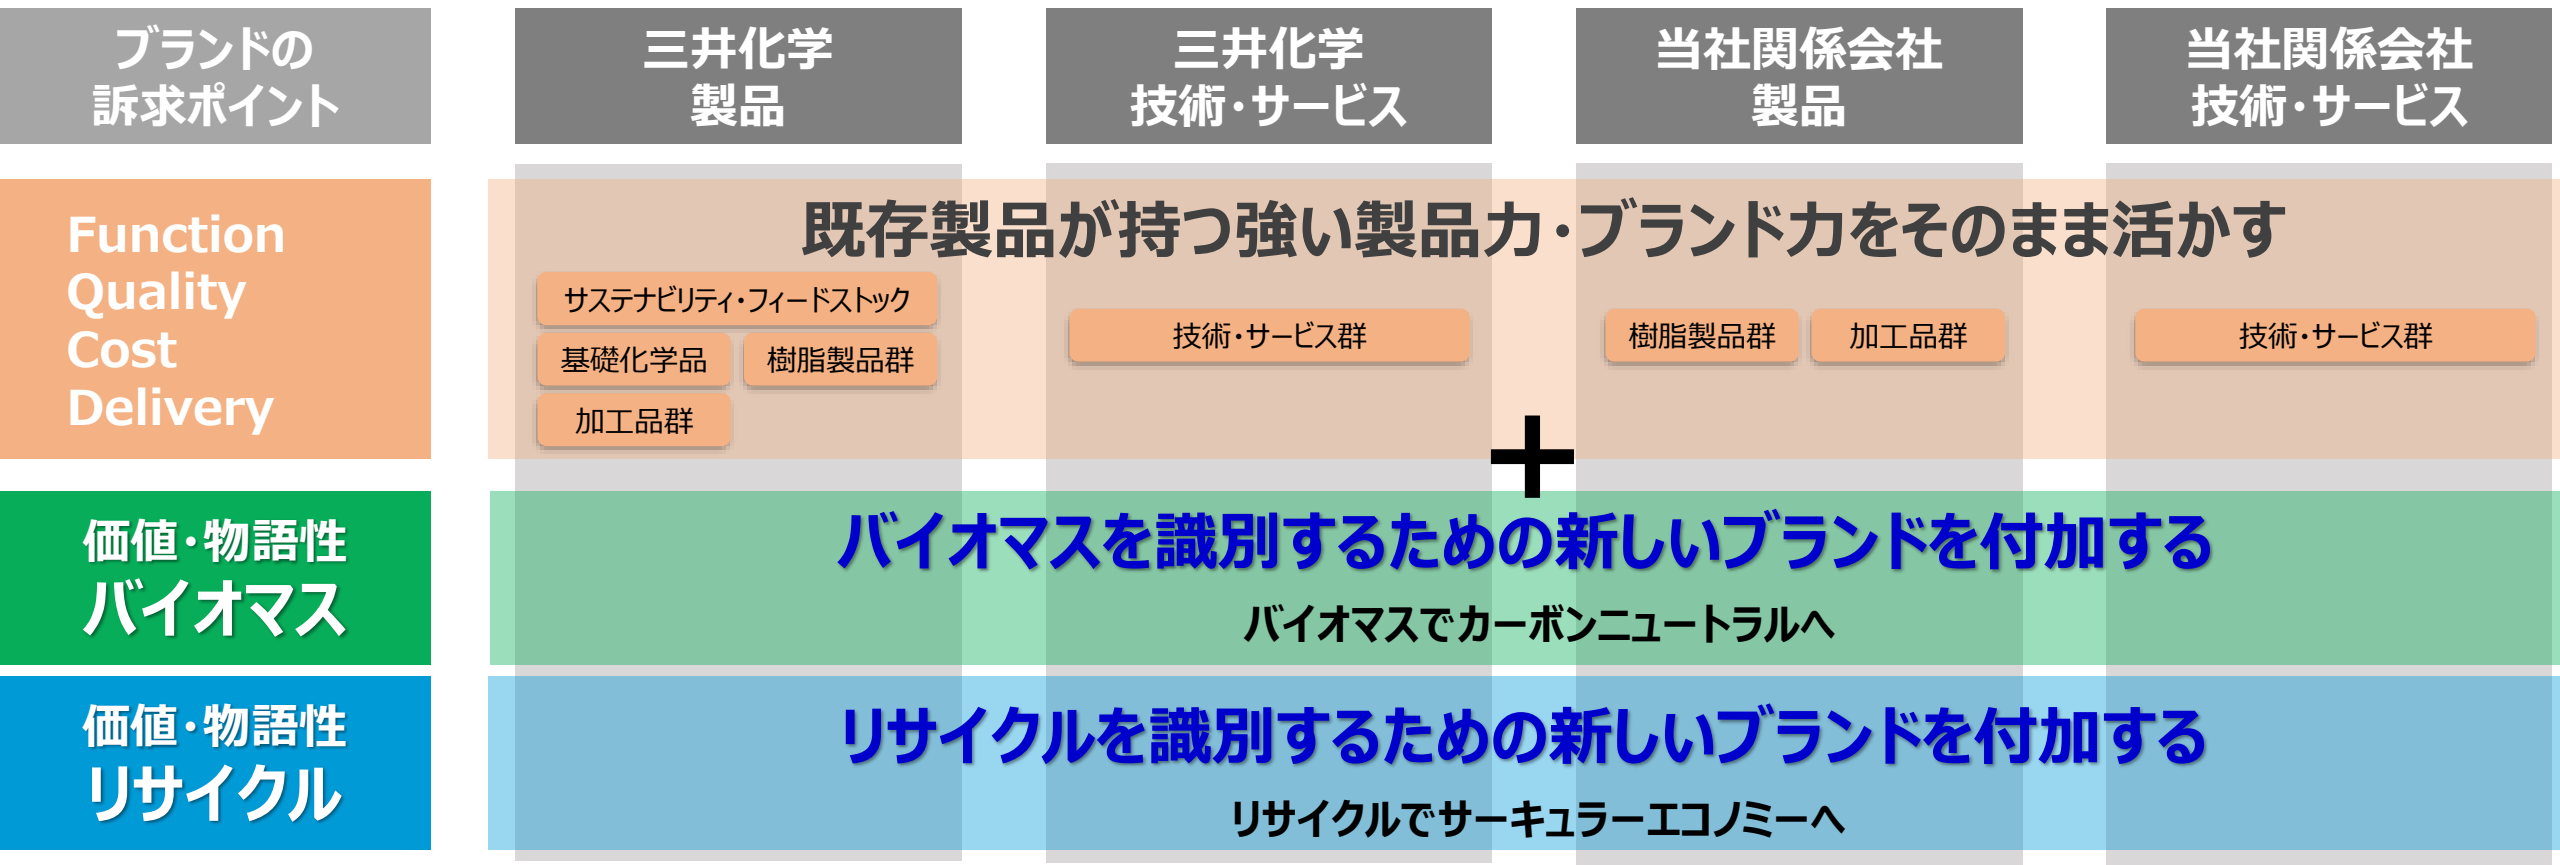 ブランドの
訴求ポイント
三井化学
製品
三井化学
技術・サービス
当社関係会社
製品
当社関係会社
技術・サービス
Function
Quality
Cost
Delivery
既存製品が持つ強い製品力・ブランド力をそのまま活かす
サステナビリティ・フィードストック
基礎化学品
樹脂製品群
加工品群
技術・サービス群
樹脂製品群
加工品群
技術・サービス群
+
価値・物語性
バイオマス
バイオマスを識別するための新しいブランドを付加する
バイオマスでカーボンニュートラルへ
価値・物語性
リサイクル
リサイクルを識別するための新しいブランドを付加する
リサイクルでサーキュラーエコノミーへ